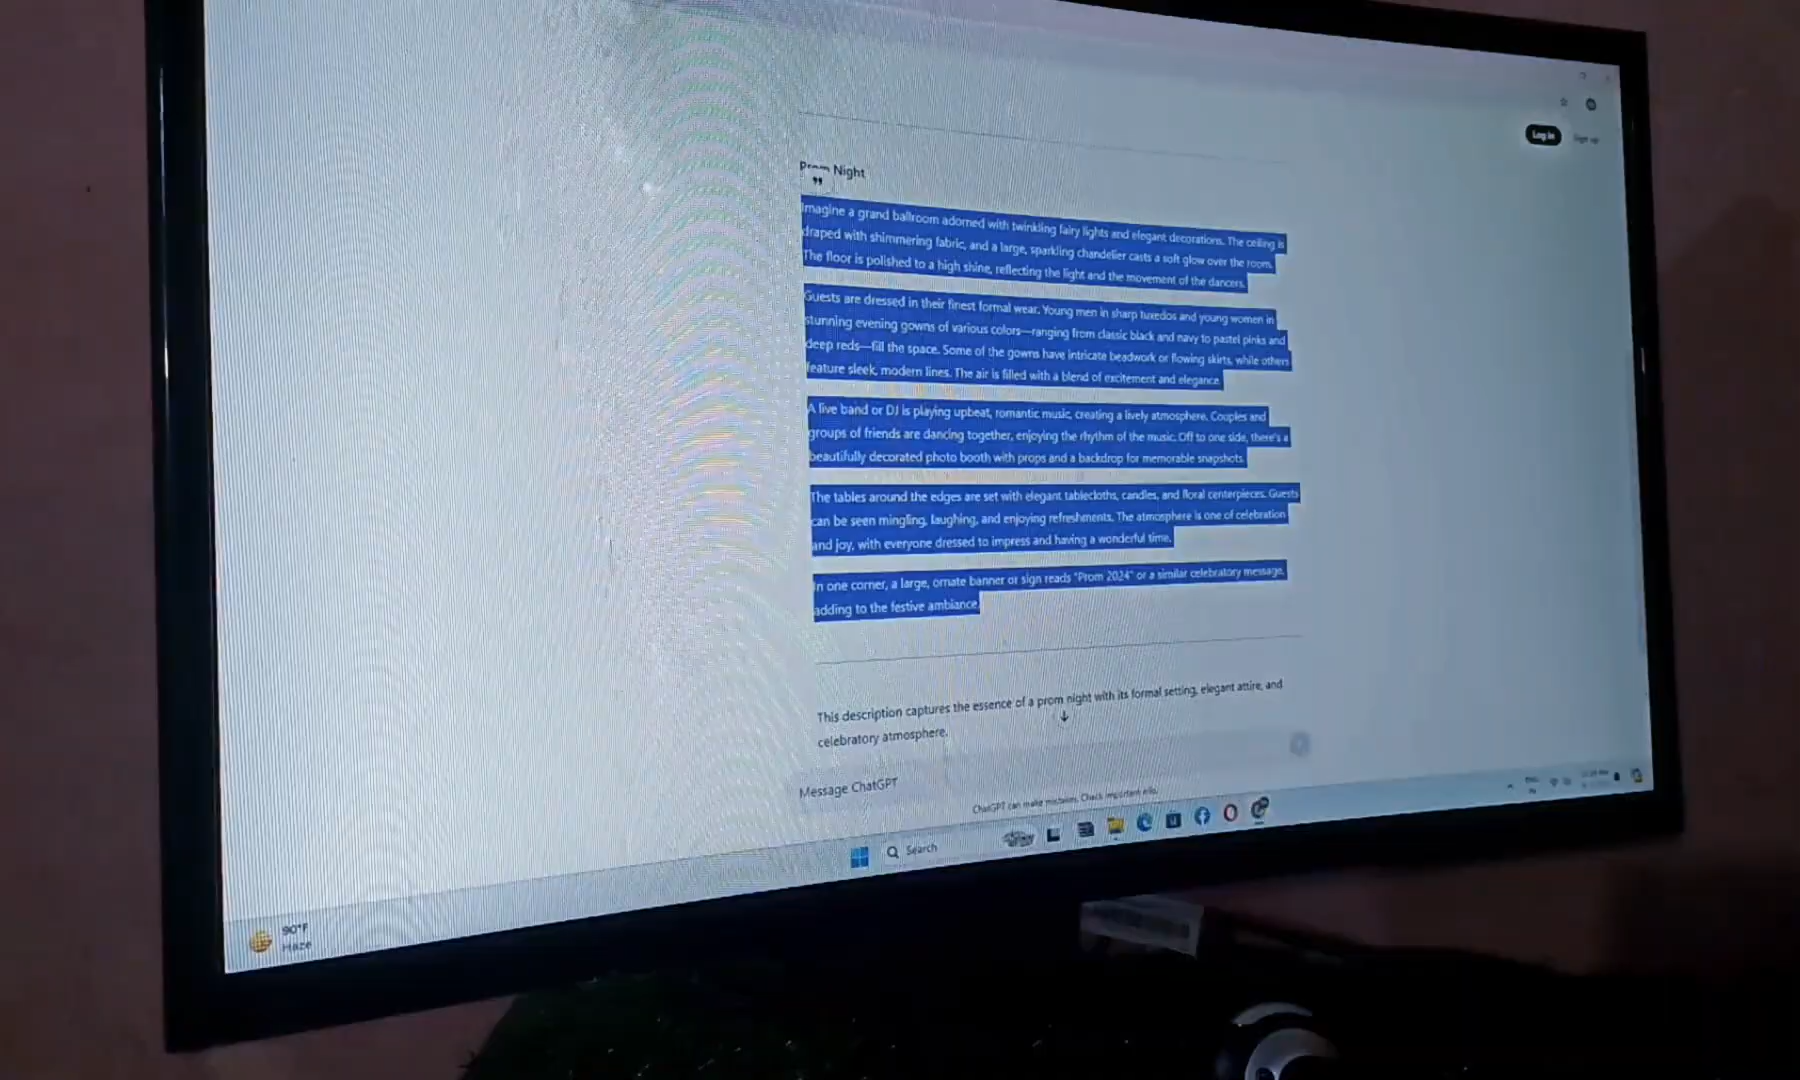 Log in
Sign up
Prom Night
Imagine a grand ballroom adorned with twinkling fairy lights and elegant decorations. The ceiling is
draped with shimmering fabric, and a large, sparkling chandelier casts a soft glow over the room.
The floor is polished to a high shine, reflecting the light and the movement of the dancers.
Guests are dressed in their finest formal wear. Young men in sharp tuxedos and young women in
stunning evening gowns of various colors—ranging from classic black and navy to pastel pinks and
deep reds—fill the space. Some of the gowns have intricate beadwork or flowing skirts, while others
feature sleek, modern lines. The air is filled with a blend of excitement and elegance.
A live band or DJ is playing upbeat, romantic music, creating a lively atmosphere. Couples and
groups of friends are dancing together, enjoying the rhythm of the music. Off to one side, there's a
beautifully decorated photo booth with props and a backdrop for memorable snapshots.
The tables around the edges are set with elegant tablecloths, candles, and floral centerpieces. Guests
can be seen mingling, laughing, and enjoying refreshments. The atmosphere is one of celebration
and joy, with everyone dressed to impress and having a wonderful time.
In one corner, a large, ornate banner or sign reads "Prom 2024" or a similar celebratory message,
adding to the festive ambiance.
This description captures the essence of a prom night with its formal setting, elegant attire, and
celebratory atmosphere.
Message ChatGPT
ChatGPT can make mistakes. Check important info.
Search
90°F
Haze